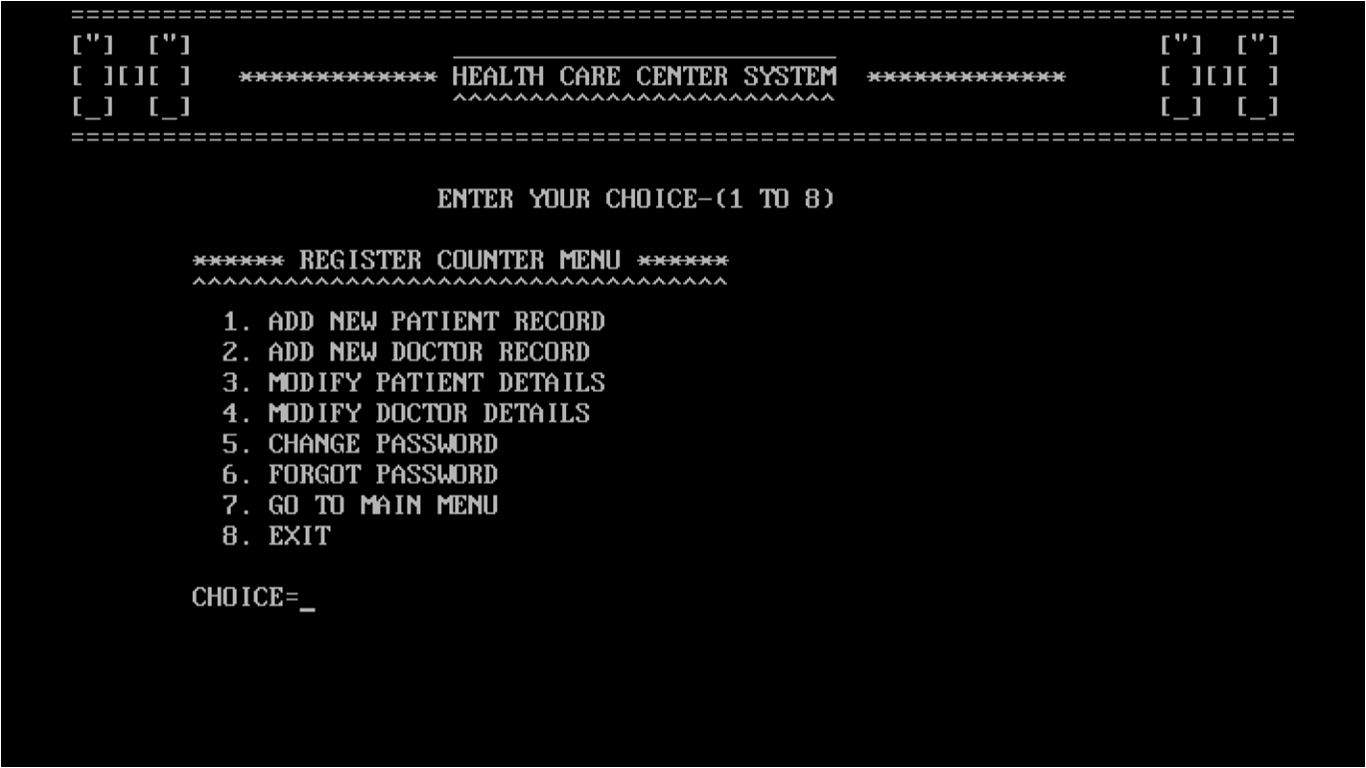 ================================================================================
["]  ["]                                                               ["]  ["]
[ ][][ ]   ************* HEALTH CARE CENTER SYSTEM  *************      [ ][][ ]
                         ^^^^^^^^^^^^^^^^^^^^^^^^^
[_]  [_]                                                               [_]  [_]
================================================================================
ENTER YOUR CHOICE-(1 TO 8)
****** REGISTER COUNTER MENU ******
^^^^^^^^^^^^^^^^^^^^^^^^^^^^^^^^^^^
1. ADD NEW PATIENT RECORD
2. ADD NEW DOCTOR RECORD
3. MODIFY PATIENT DETAILS
4. MODIFY DOCTOR DETAILS
5. CHANGE PASSWORD
6. FORGOT PASSWORD
7. GO TO MAIN MENU
8. EXIT
CHOICE=_